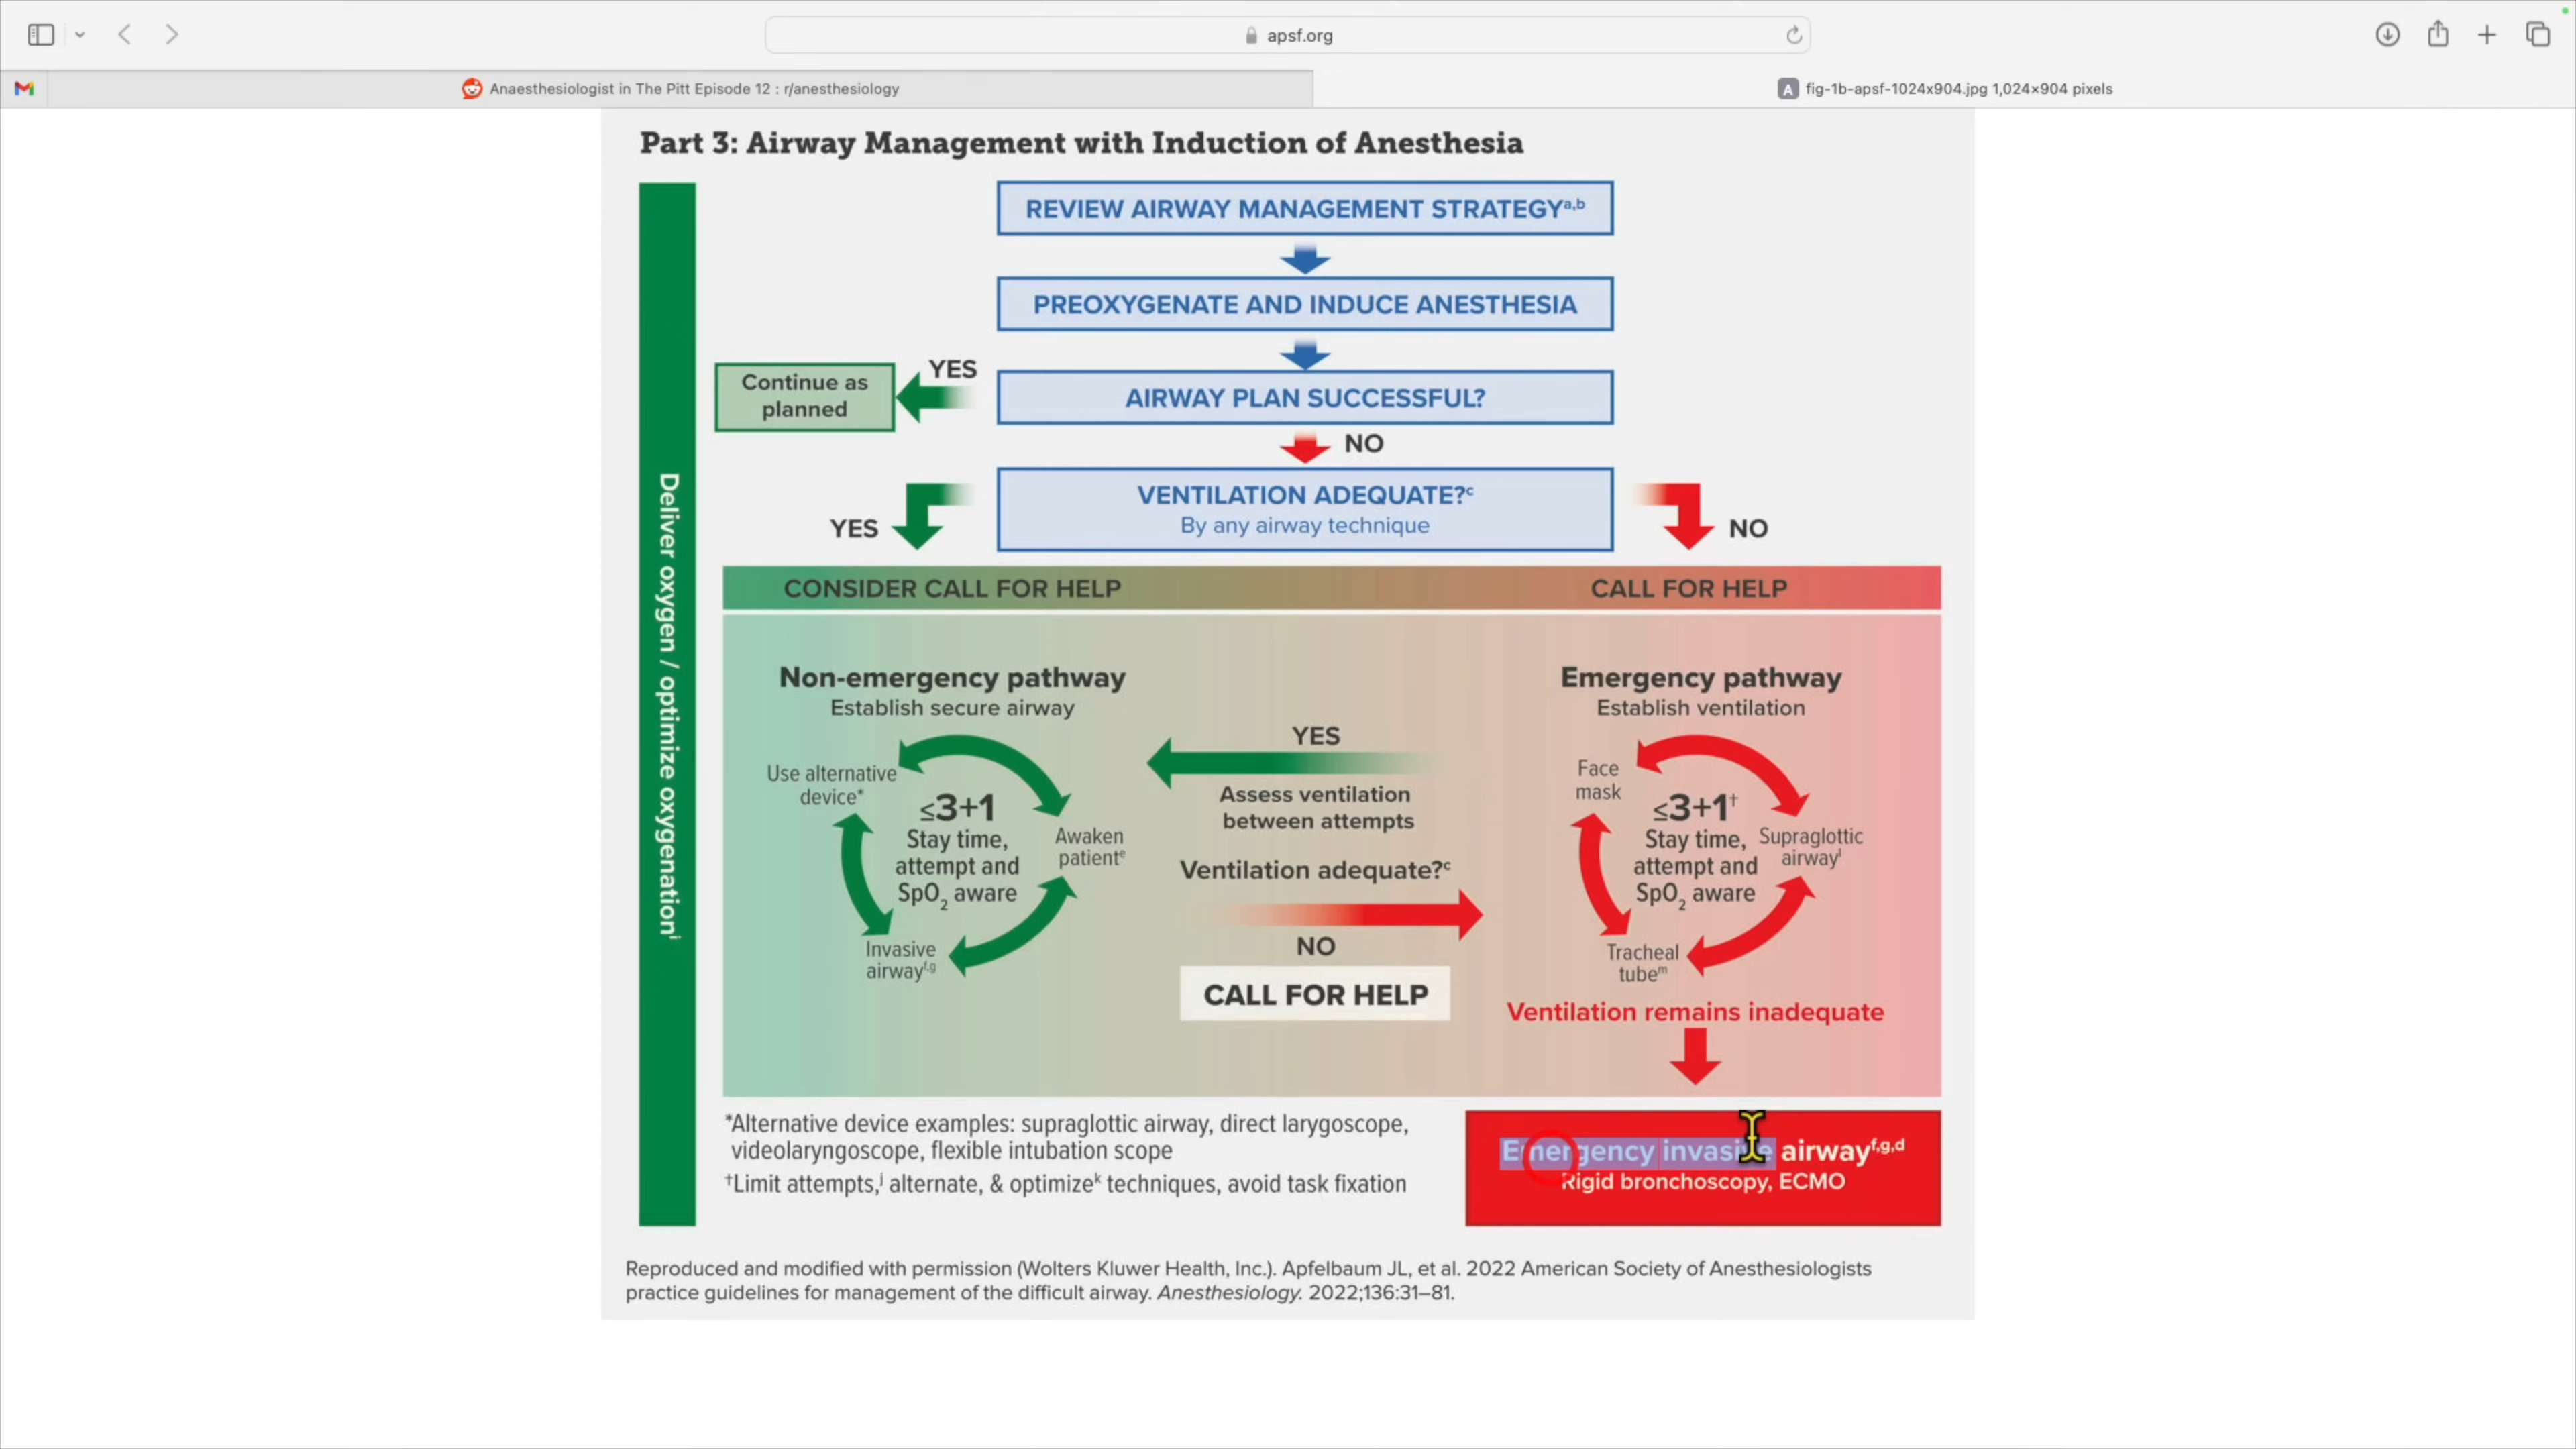 apsf.org
Anaesthesiologist in The Pitt Episode 12 : r/anesthesiology
A fig-1b-apsf-1024x904.jpg 1,024×904 pixels
Part 3: Airway Management with Induction of Anesthesia
REVIEW AIRWAY MANAGEMENT STRATEGYa,b
PREOXYGENATE AND INDUCE ANESTHESIA
YES
Continue as
planned
AIRWAY PLAN SUCCESSFUL?
NO
VENTILATION ADEQUATE?c
By any airway technique
YES
NO
Deliver oxygen / optimize oxygenationi
CONSIDER CALL FOR HELP
CALL FOR HELP
Non-emergency pathway
Establish secure airway
Use alternative
device*
≤3+1
Stay time,
attempt and
SpO2 aware
Awaken
patiente
Invasive
airwayf,g
YES
Assess ventilation
between attempts
Ventilation adequate?c
NO
CALL FOR HELP
Emergency pathway
Establish ventilation
Face
mask
≤3+1†
Stay time,
attempt and
SpO2 aware
Supraglottic
airwayl
Tracheal
tubem
Ventilation remains inadequate
*Alternative device examples: supraglottic airway, direct larygoscope,
videolaryngoscope, flexible intubation scope
†Limit attempts,j alternate, & optimizek techniques, avoid task fixation
Emergency invasive airwayf,g,d
Rigid bronchoscopy, ECMO
Reproduced and modified with permission (Wolters Kluwer Health, Inc.). Apfelbaum JL, et al. 2022 American Society of Anesthesiologists
practice guidelines for management of the difficult airway. Anesthesiology. 2022;136:31–81.